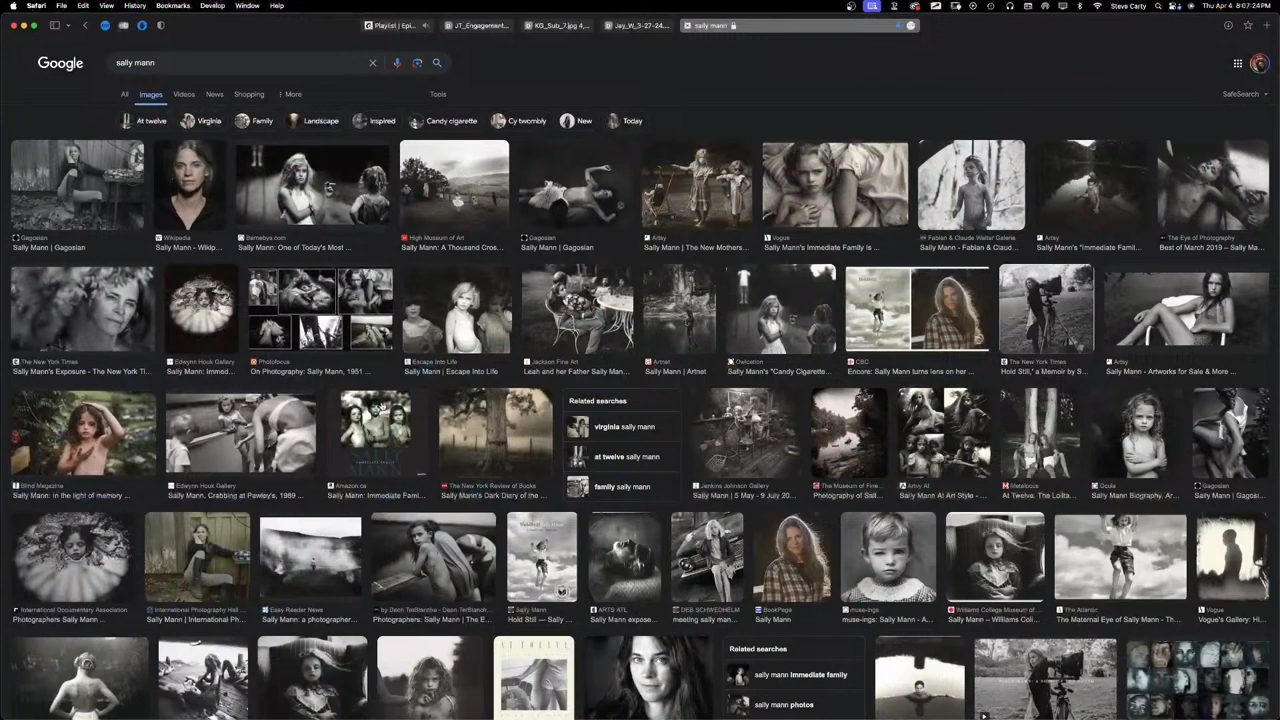 Safari File Edit View History Bookmarks Develop Window Help
Steve Carty
Thu Apr 4 8:07:24 PM
Playlist | Epi...
JT_Engagement...
KG_Sub_7.jpg 4,...
Jay_W_3-27-24...
sally mann
Google
sally mann
All Images Videos News Shopping More
Tools
SafeSearch
At twelve
Virginia
Family
Landscape
Inspired
Candy cigarette
Cy twombly
New
Today
Gagosian
Sally Mann | Gagosian
Wikipedia
Sally Mann - Wikip...
Barnebys.com
Sally Mann: One of Today's Most ...
High Museum of Art
Sally Mann: A Thousand Cros...
Gagosian
Sally Mann | Gagosian
Artsy
Sally Mann | The New Mothers...
Vogue
Sally Mann's Immediate Family Is ...
Fabian & Claude Walter Galerie
Sally Mann - Fabian & Claud...
Artsy
Sally Mann's "Immediate Famil...
The Eye of Photography
Best of March 2019 – Sally Ma...
The New York Times
Sally Mann's Exposure - The New York Ti...
Edwynn Houk Gallery
Sally Mann: Immed...
Photofocus
On Photography: Sally Mann, 1951 ...
Escape Into Life
Sally Mann | Escape Into Life
Jackson Fine Art
Leah and her Father Sally Man...
Artnet
Sally Mann | Artnet
Owlcation
Sally Mann's "Candy Cigarette...
CBC
Encore: Sally Mann turns lens on her ...
The New York Times
'Hold Still,' a Memoir by S...
Artsy
Sally Mann - Artworks for Sale & More ...
Blind Magazine
Sally Mann: in the light of memory ...
Edwynn Houk Gallery
Sally Mann, Crabbing at Pawley's, 1989 ...
Amazon.ca
Sally Mann: Immediate Fami...
The New York Review of Books
Sally Mann's Dark Diary of the ...
Related searches
virginia sally mann
at twelve sally mann
family sally mann
Jenkins Johnson Gallery
Sally Mann | 5 May - 9 July 20...
The Museum of Fine...
Photography of Sall...
Artvy AI
Sally Mann AI Art Style - ...
Metalocus
At Twelve. The Lolita...
Ocula
Sally Mann Biography, Ar...
Gagosian
Sally Mann | Gagosi...
International Documentary Association
Photographers Sally Mann ...
International Photography Hall ...
Sally Mann | International Ph...
Easy Reader News
Sally Mann: a photographer...
by Deon TerBlanche - Deon TerBlanch...
Photographers: Sally Mann | The E...
Sally Mann
Hold Still — Sally ...
ARTS ATL
Sally Mann expose...
DEB SCHWEDHELM
meeting sally man...
BookPage
Sally Mann
muse-ings
muse-ings: Sally Mann - A...
Williams College Museum of ...
Sally Mann – Williams Coll...
The Atlantic
The Maternal Eye of Sally Mann - Th...
Vogue
Vogue's Gallery: Hi...
AT TWELVE
Related searches
sally mann immediate family
sally mann photos